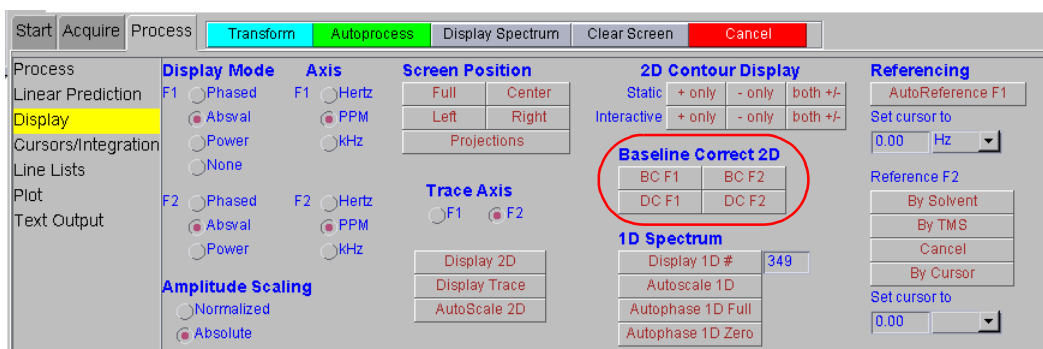 Start Acquire Process Transform Autoprocess Display Spectrum Clear Screen Cancel
Process
Linear Prediction
Display
Cursors/Integration
Line Lists
Plot
Text Output
Display Mode Axis
F1 Phased F1 Hertz
Absval PPM
Power kHz
None
F2 Phased F2 Hertz
Absval PPM
Power kHz
Amplitude Scaling
Normalized
Absolute
Screen Position
Full Center
Left Right
Projections
Trace Axis
F1 F2
Display 2D
Display Trace
AutoScale 2D
2D Contour Display
Static + only - only both +/-
Interactive + only - only both +/-
Baseline Correct 2D
BC F1 BC F2
DC F1 DC F2
1D Spectrum
Display 1D # 349
Autoscale 1D
Autophase 1D Full
Autophase 1D Zero
Referencing
AutoReference F1
Set cursor to
0.00 Hz
Reference F2
By Solvent
By TMS
Cancel
By Cursor
Set cursor to
0.00